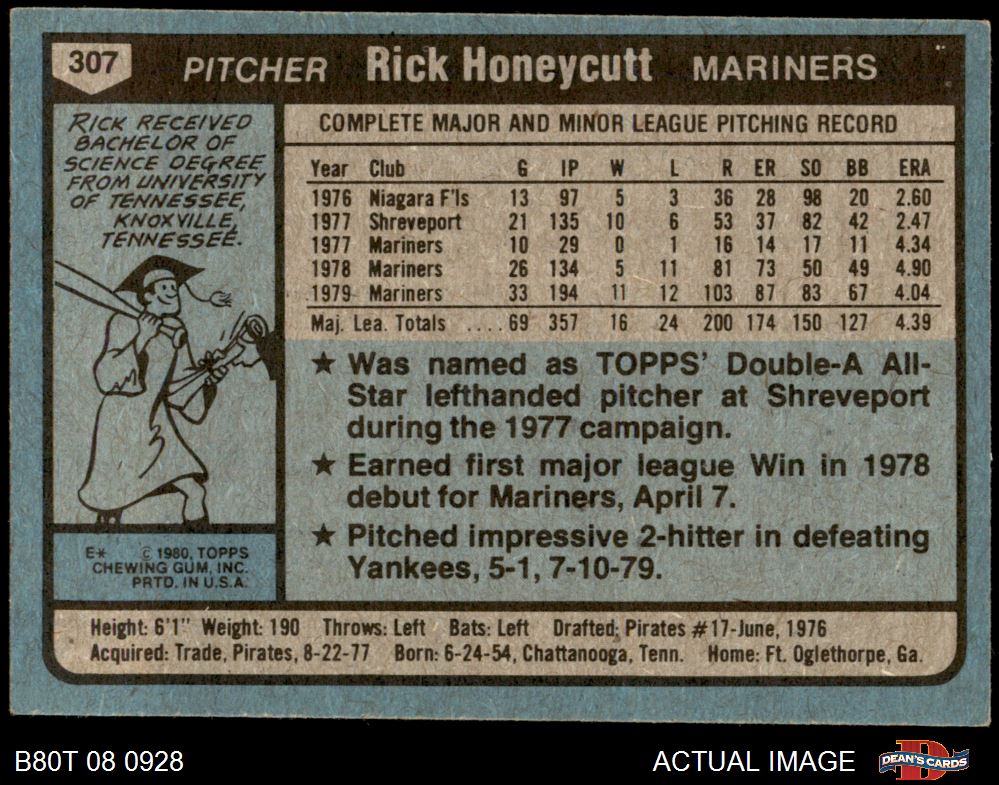 307
PITCHER Rick Honeycutt MARINERS
RICK RECEIVED
BACHELOR OF
SCIENCE DEGREE
FROM UNIVERSITY
OF TENNESSEE,
KNOXVILLE,
TENNESSEE.
COMPLETE MAJOR AND MINOR LEAGUE PITCHING RECORD
Year Club G IP W L R ER SO BB ERA
1976 Niagara F'ls 13 97 5 3 36 28 98 20 2.60
1977 Shreveport 21 135 10 6 53 37 82 42 2.47
1977 Mariners 10 29 0 1 16 14 17 11 4.34
1978 Mariners 26 134 5 11 81 73 50 49 4.90
1979 Mariners 33 194 11 12 103 87 83 67 4.04
Maj. Lea. Totals .... 69 357 16 24 200 174 150 127 4.39
★ Was named as TOPPS' Double-A All-
Star lefthanded pitcher at Shreveport
during the 1977 campaign.
★ Earned first major league Win in 1978
debut for Mariners, April 7.
★ Pitched impressive 2-hitter in defeating
Yankees, 5-1, 7-10-79.
E* © 1980, TOPPS
CHEWING GUM, INC.
PRTD. IN U.S.A.
Height: 6'1" Weight: 190 Throws: Left Bats: Left Drafted: Pirates #17-June, 1976
Acquired: Trade, Pirates, 8-22-77 Born: 6-24-54, Chattanooga, Tenn. Home: Ft. Oglethorpe, Ga.
B80T 08 0928
ACTUAL IMAGE
DEAN'S CARDS